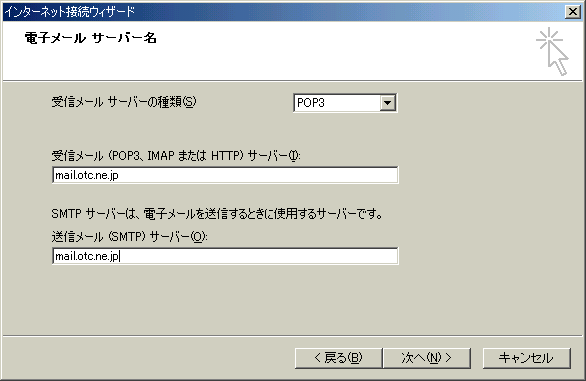 インターネット接続ウィザード
電子メール サーバー名
受信メール サーバーの種類(S)
POP3
受信メール (POP3、IMAP または HTTP) サーバー(I):
mail.otc.ne.jp
SMTP サーバーは、電子メールを送信するときに使用するサーバーです。
送信メール (SMTP) サーバー(O):
mail.otc.ne.jp
< 戻る(B)
次へ(N) >
キャンセル